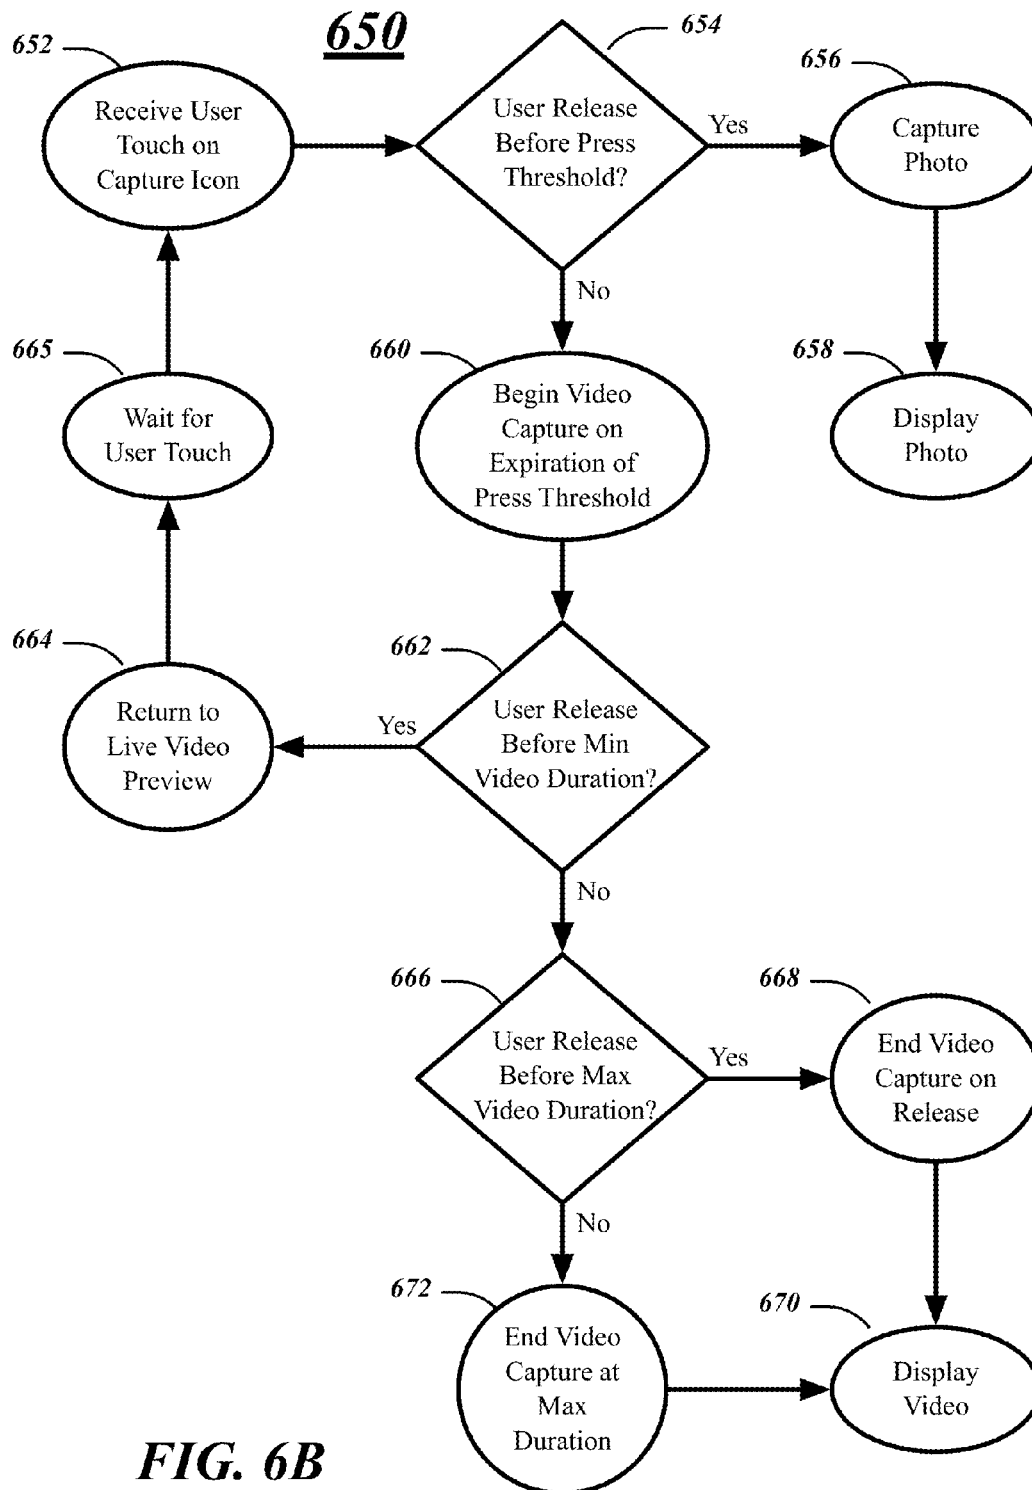 650
652
Receive User
Touch on
Capture Icon
654
User Release
Before Press
Threshold?
Yes
656
Capture
Photo
No
665
Wait for
User Touch
660
Begin Video
Capture on
Expiration of
Press Threshold
658
Display
Photo
664
Return to
Live Video
Preview
Yes
662
User Release
Before Min
Video Duration?
No
666
User Release
Before Max
Video Duration?
Yes
668
End Video
Capture on
Release
No
672
End Video
Capture at
Max
Duration
670
Display
Video
FIG. 6B